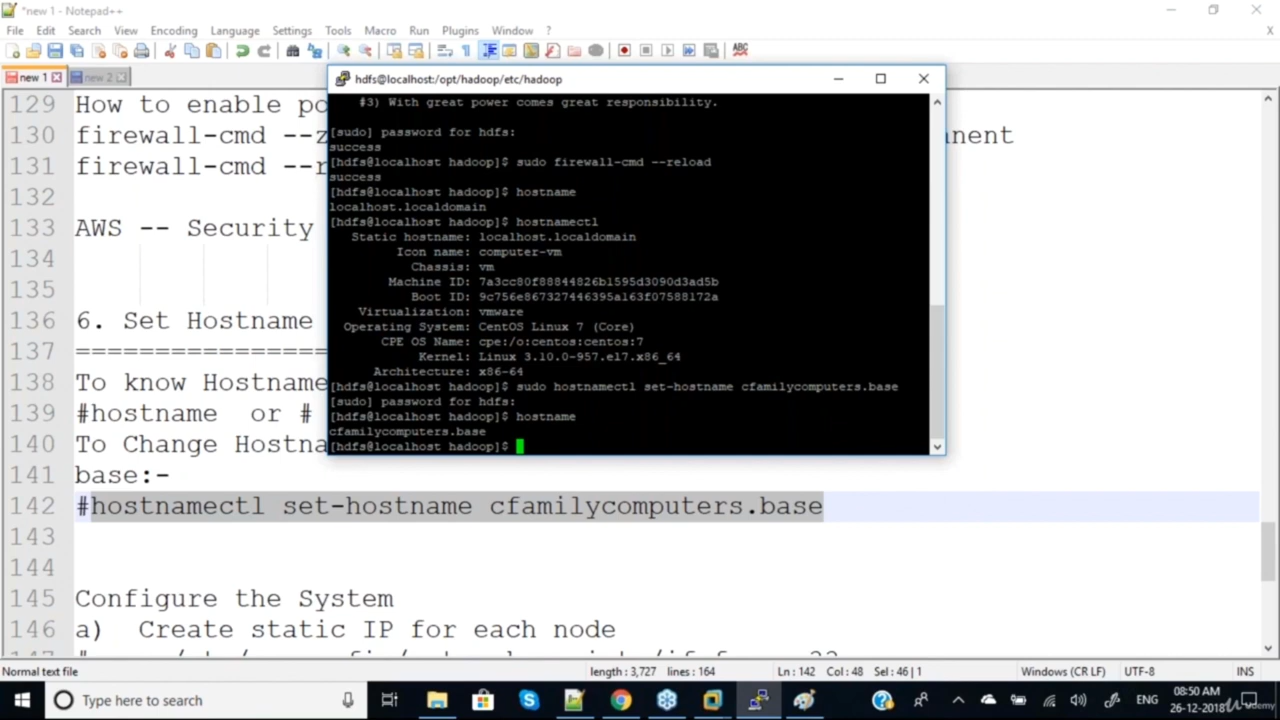 *new 1 - Notepad++
File Edit Search View Encoding Language Settings Tools Macro Run Plugins Window ?
X
new 1 new 2
hdfs@localhost:/opt/hadoop/etc/hadoop
#3) With great power comes great responsibility.
[sudo] password for hdfs:
success
[hdfs@localhost hadoop]$ sudo firewall-cmd --reload
success
[hdfs@localhost hadoop]$ hostname
localhost.localdomain
[hdfs@localhost hadoop]$ hostnamectl
Static hostname: localhost.localdomain
Icon name: computer-vm
Chassis: vm
Machine ID: 7a3cc80f88844826b1595d3090d3ad5b
Boot ID: 9c756e867327446395a163f07588172a
Virtualization: vmware
Operating System: CentOS Linux 7 (Core)
CPE OS Name: cpe:/o:centos:centos:7
Kernel: Linux 3.10.0-957.el7.x86_64
Architecture: x86-64
[hdfs@localhost hadoop]$ sudo hostnamectl set-hostname cfamilycomputers.base
[sudo] password for hdfs:
[hdfs@localhost hadoop]$ hostname
cfamilycomputers.base
[hdfs@localhost hadoop]$
129 How to enable po
130 firewall-cmd --z anent
131 firewall-cmd --r
132
133 AWS -- Security
134
135
136 6. Set Hostname
137 ================
138 To know Hostname
139 #hostname or #
140 To Change Hostna
141 base:-
142 #hostnamectl set-hostname cfamilycomputers.base
143
144
145 Configure the System
146 a) Create static IP for each node
Normal text file length : 3,727 lines : 164 Ln : 142 Col : 48 Sel : 46 | 1 Windows (CR LF) UTF-8 INS
Type here to search ENG 08:50 AM
26-12-2018
Udemy